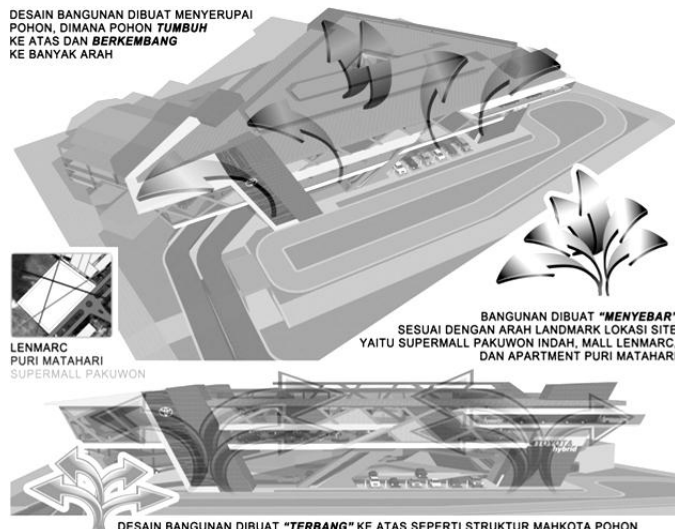 DESAIN BANGUNAN DIBUAT MENYERUPAI
POHON, DIMANA POHON TUMBUH
KE ATAS DAN BERKEMBANG
KE BANYAK ARAH
LENMARC
PURI MATAHARI
SUPERMALL PAKUWON
BANGUNAN DIBUAT "MENYEBAR"
SESUAI DENGAN ARAH LANDMARK LOKASI SITE
YAITU SUPERMALL PAKUWON INDAH, MALL LENMARC,
DAN APARTMENT PURI MATAHARI
TOYOTA
hybrid
DESAIN BANGUNAN DIBUAT "TERBANG" KE ATAS SEPERTI STRUKTUR MAHKOTA POHON